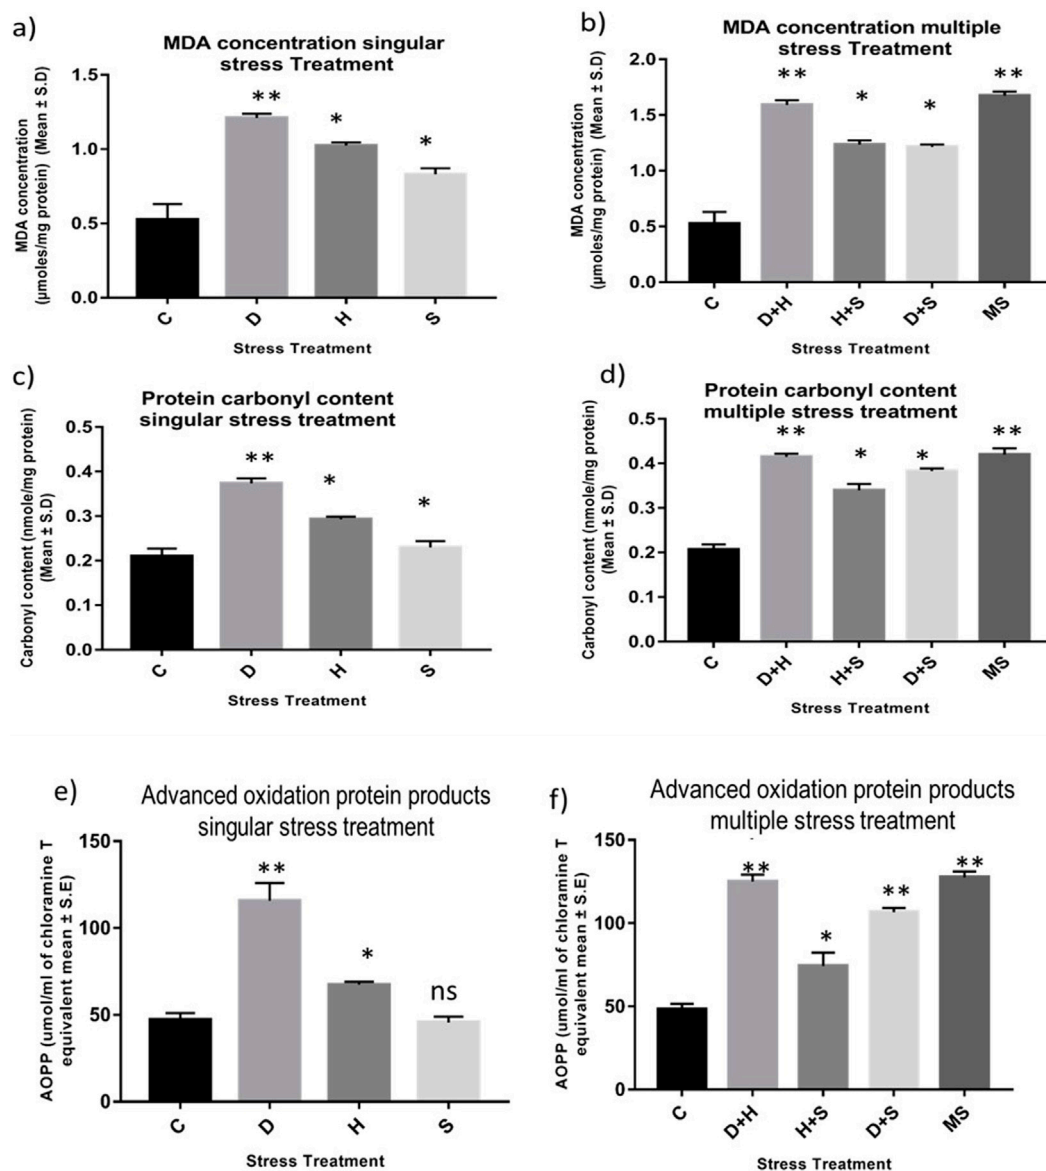 a)
MDA concentration singular
stress Treatment
MDA concentration
(µmoles/mg protein) (Mean ± S.D)
1.5
1.0
0.5
0.0
**
*
*
C D H S
Stress Treatment
b)
MDA concentration multiple
stress Treatment
MDA concentration
(µmoles/mg protein) (Mean ± S.D)
2.0
1.5
1.0
0.5
0.0
**
*
*
**
C D+H H+S D+S MS
Stress Treatment
c)
Protein carbonyl content
singular stress treatment
Carbonyl content (nmole/mg protein)
(Mean ± S.D)
0.5
0.4
0.3
0.2
0.1
0.0
**
*
*
C D H S
Stress Treatment
d)
Protein carbonyl content
multiple stress treatment
Carbonyl content (nmole/mg protein)
(Mean ± S.D)
0.5
0.4
0.3
0.2
0.1
0.0
**
*
*
**
C D+H H+S D+S MS
Stress Treatment
e)
Advanced oxidation protein products
singular stress treatment
AOPP (umol/ml of chloramine T
equivalent mean ± S.E)
150
100
50
0
**
*
ns
C D H S
Stress Treatment
f)
Advanced oxidation protein products
multiple stress treatment
AOPP (umol/ml of chloramine T
equivalent mean ± S.E)
150
100
50
0
**
*
**
**
C D+H H+S D+S MS
Stress Treatment